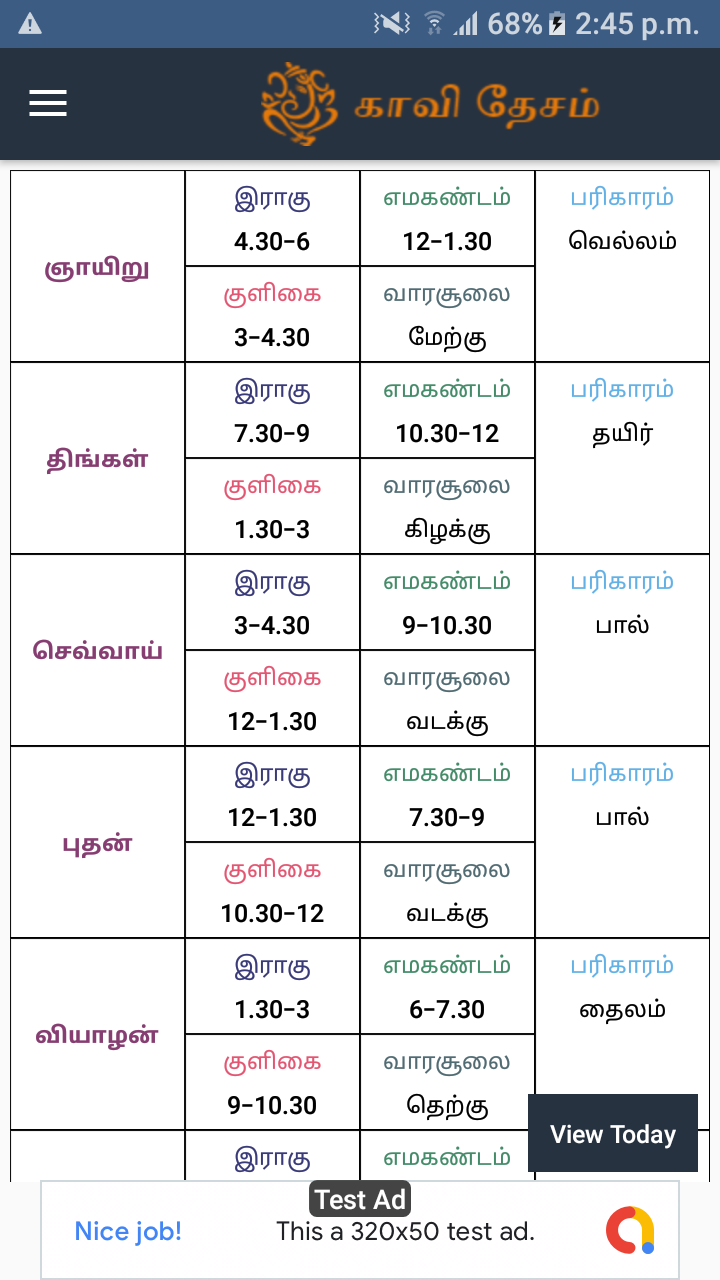 68% 2:45 p.m.
காவி தேசம்
ஞாயிறு
இராகு
4.30-6
எமகண்டம்
12-1.30
பரிகாரம்
வெல்லம்
குளிகை
3-4.30
வாரசூலை
மேற்கு
திங்கள்
இராகு
7.30-9
எமகண்டம்
10.30-12
பரிகாரம்
தயிர்
குளிகை
1.30-3
வாரசூலை
கிழக்கு
செவ்வாய்
இராகு
3-4.30
எமகண்டம்
9-10.30
பரிகாரம்
பால்
குளிகை
12-1.30
வாரசூலை
வடக்கு
புதன்
இராகு
12-1.30
எமகண்டம்
7.30-9
பரிகாரம்
பால்
குளிகை
10.30-12
வாரசூலை
வடக்கு
வியாழன்
இராகு
1.30-3
எமகண்டம்
6-7.30
பரிகாரம்
தைலம்
குளிகை
9-10.30
வாரசூலை
தெற்கு
இராகு
எமகண்டம்
View Today
Test Ad
Nice job!
This a 320x50 test ad.